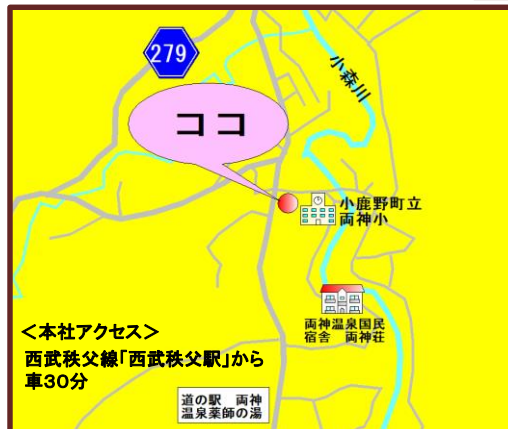 279
ココ
小森川
小鹿野町立
両神小
両神温泉国民
宿舎　両神荘
＜本社アクセス＞
西武秩父線「西武秩父駅」から
車30分
道の駅　両神
温泉薬師の湯